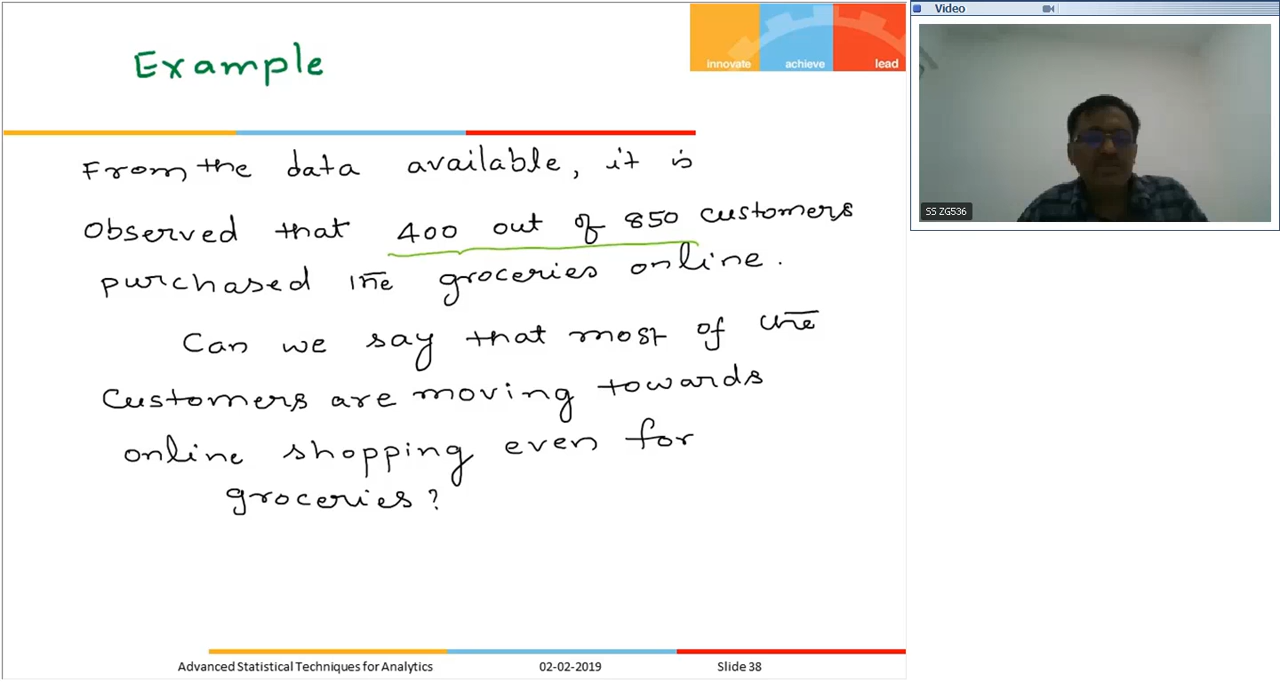 Example
innovate achieve lead
From the data available, it is
observed that 400 out of 850 customers
purchased the groceries online.
Can we say that most of the
customers are moving towards
online shopping even for
groceries?
Advanced Statistical Techniques for Analytics 02-02-2019 Slide 38
Video
SS ZG536